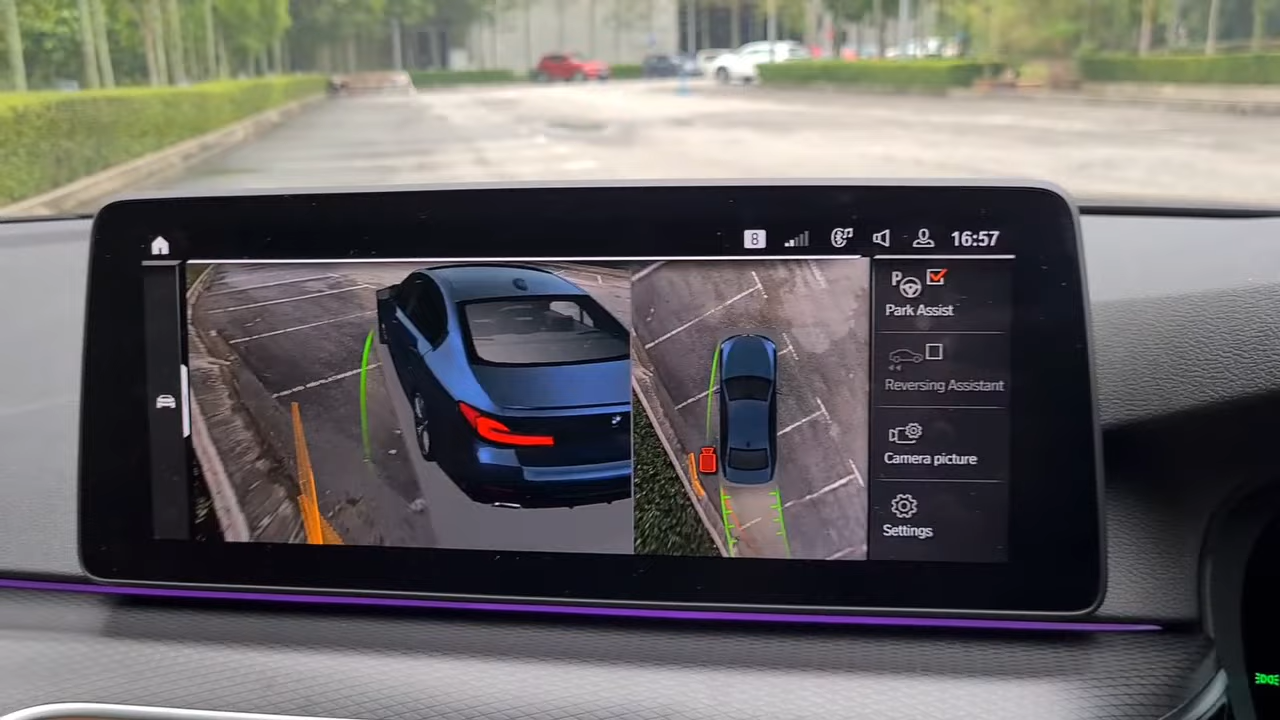 8
16:57
P
Park Assist
Reversing Assistant
Camera picture
Settings